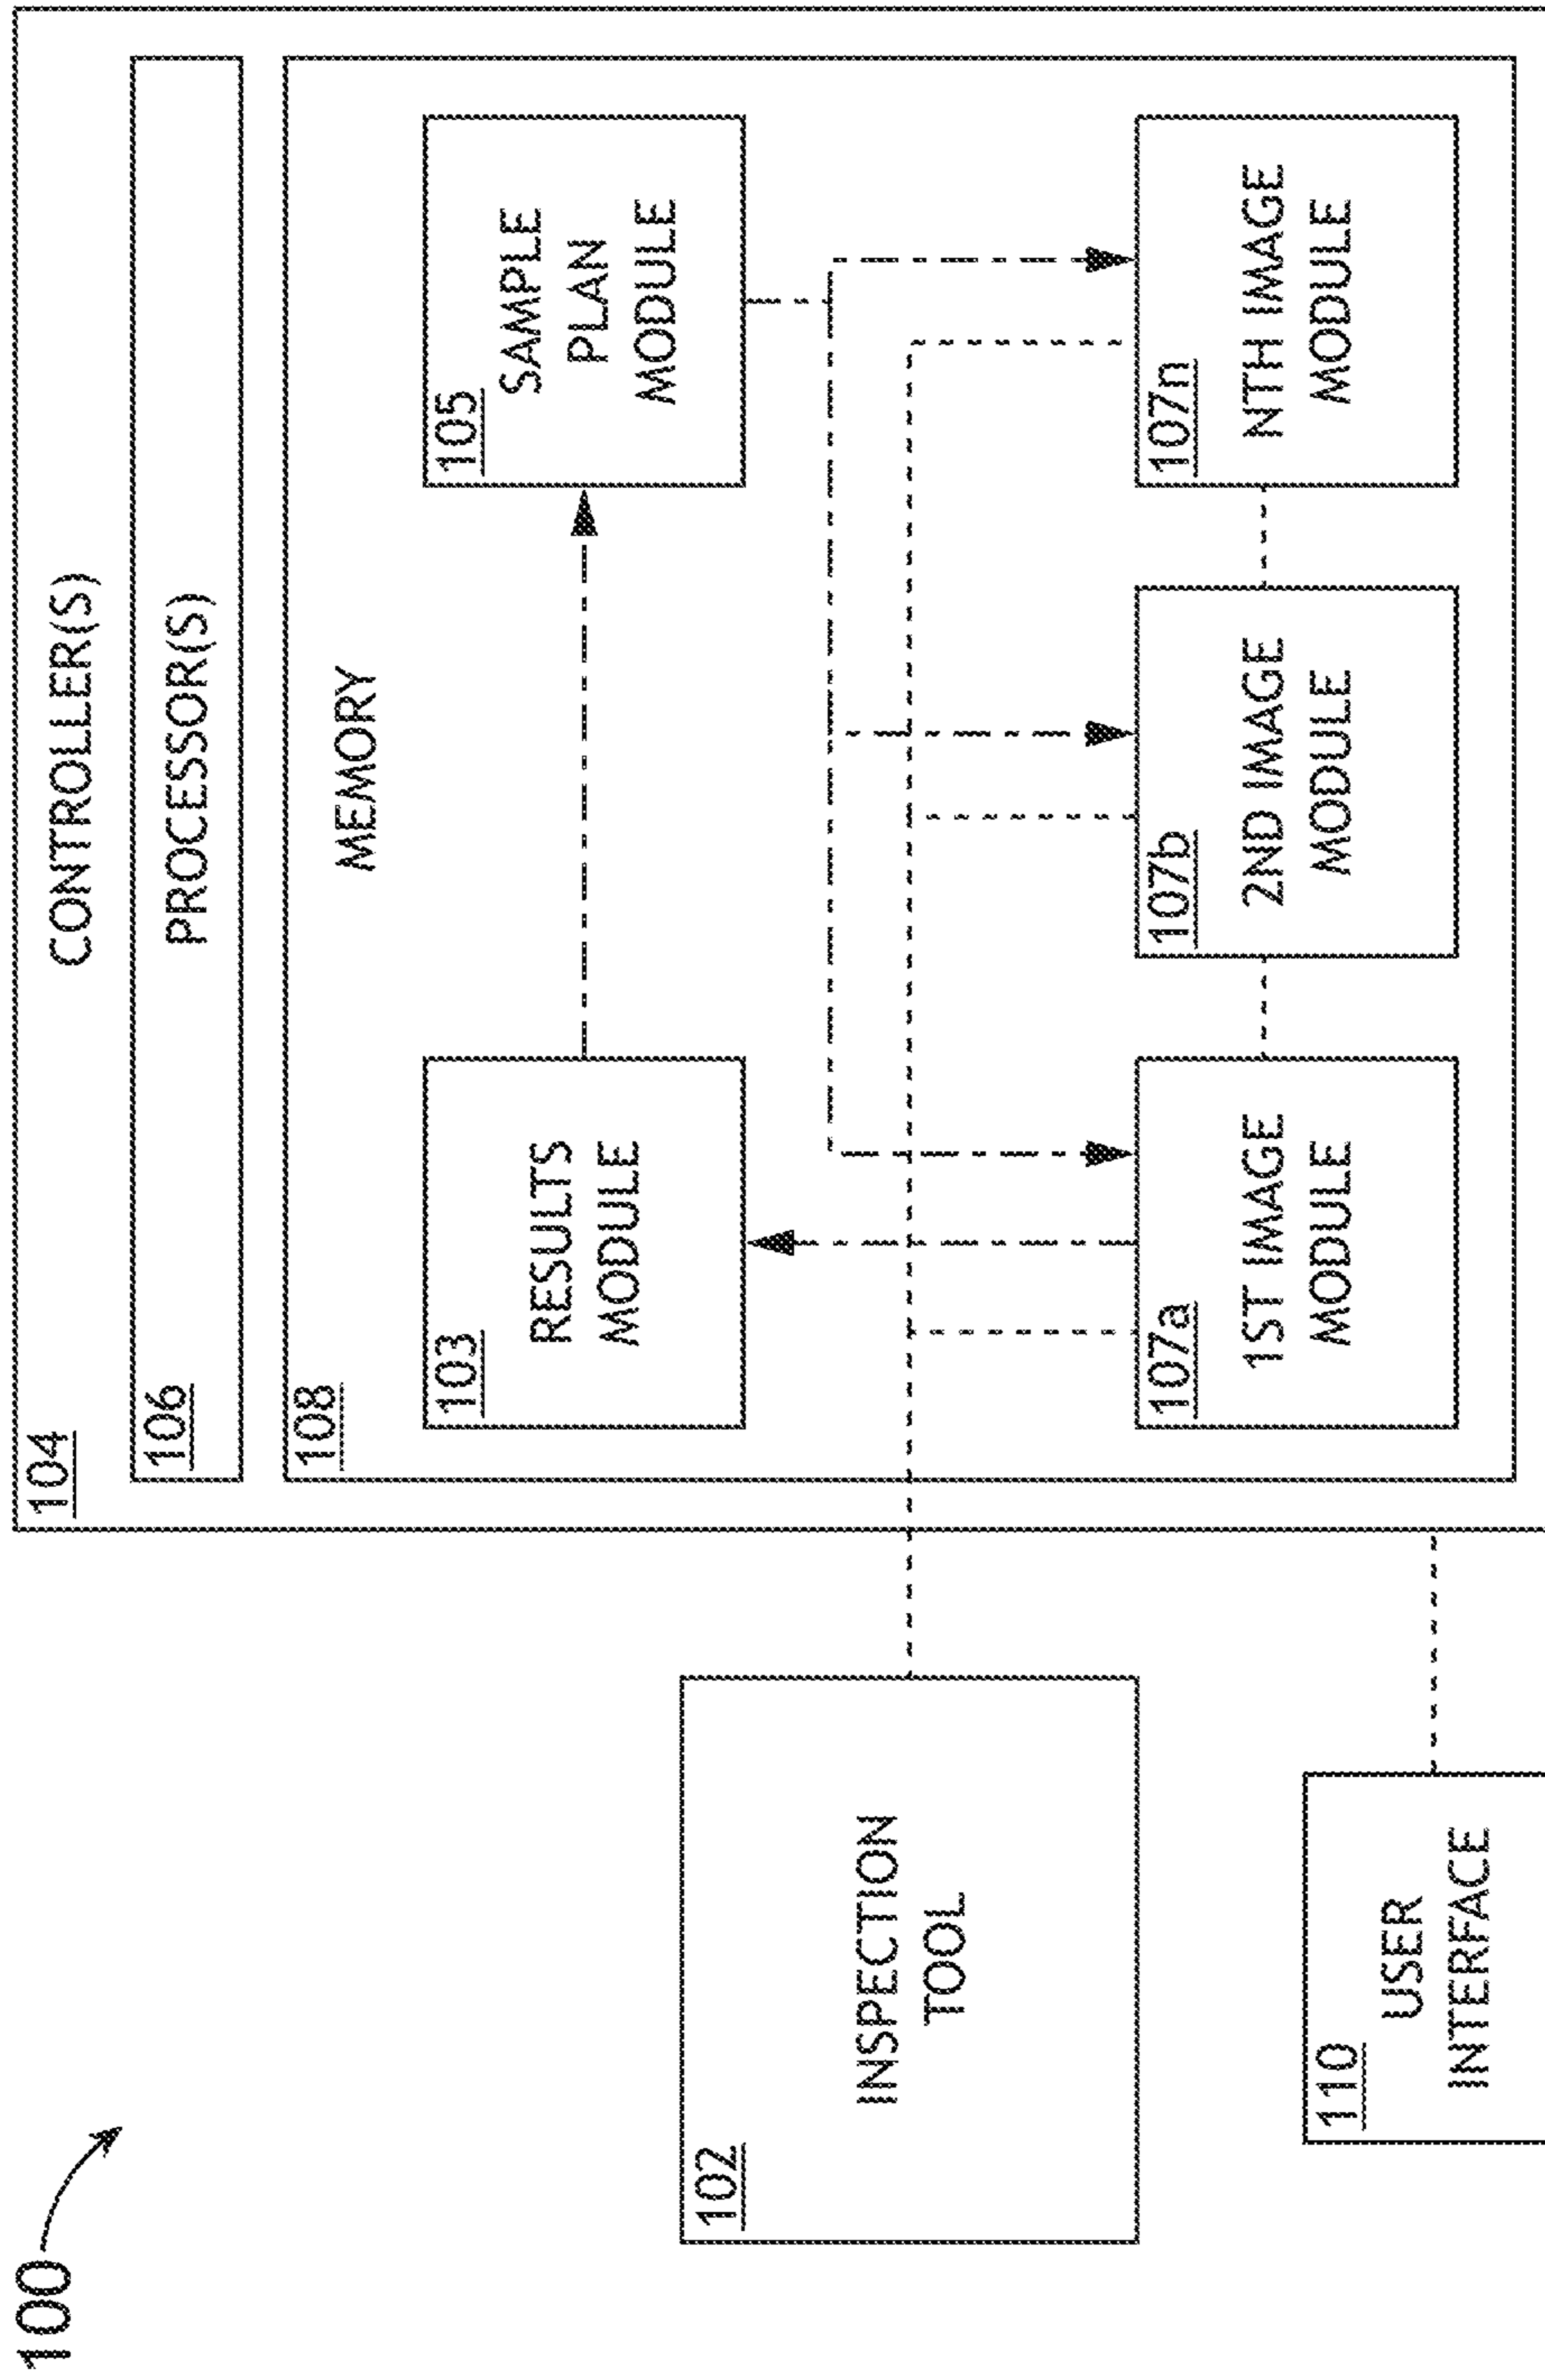 100
104
CONTROLLER(S)
106
PROCESSOR(S)
108
MEMORY
103
RESULTS
MODULE
105
SAMPLE
PLAN
MODULE
102
INSPECTION
TOOL
107a
1ST IMAGE
MODULE
107b
2ND IMAGE
MODULE
107n
NTH IMAGE
MODULE
110
USER
INTERFACE